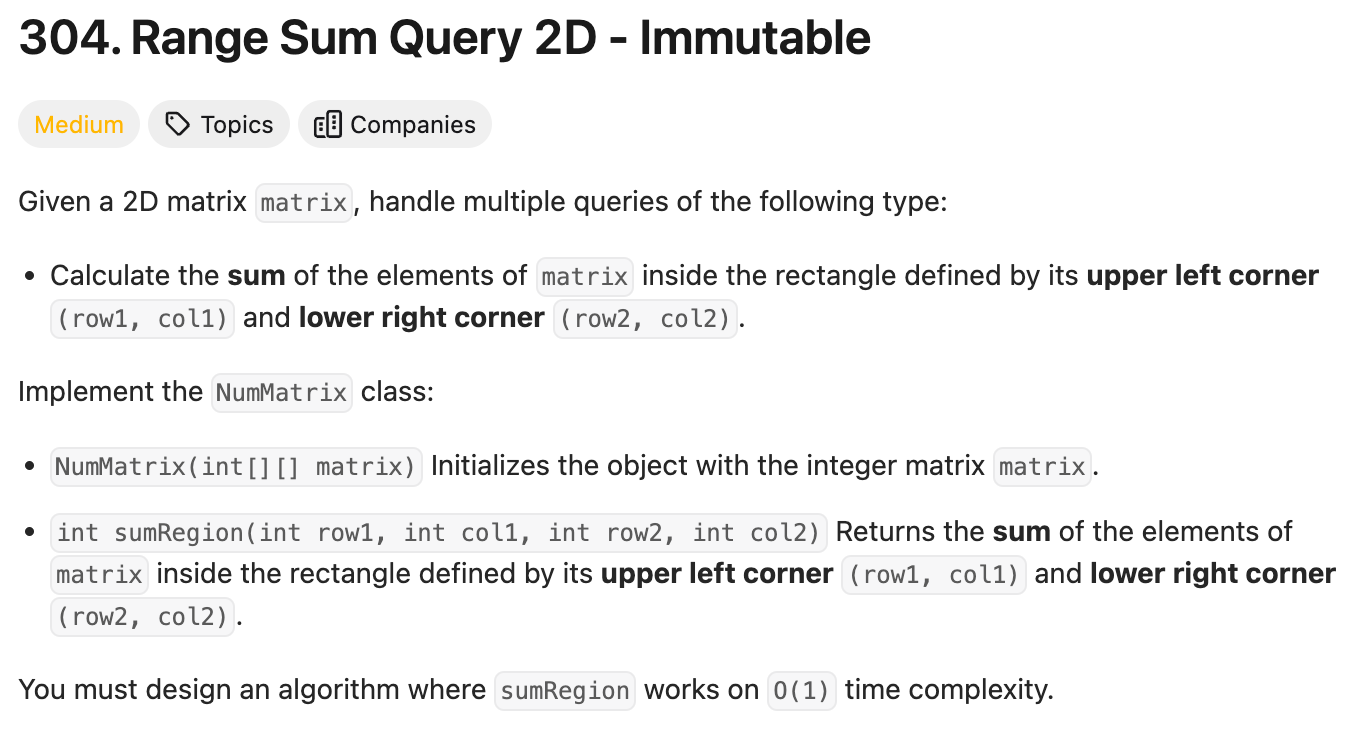 304. Range Sum Query 2D - Immutable
Medium Topics Companies
Given a 2D matrix matrix, handle multiple queries of the following type:
• Calculate the sum of the elements of matrix inside the rectangle defined by its upper left corner
(row1, col1) and lower right corner (row2, col2).
Implement the NumMatrix class:
• NumMatrix(int[][] matrix) Initializes the object with the integer matrix matrix.
• int sumRegion(int row1, int col1, int row2, int col2) Returns the sum of the elements of
matrix inside the rectangle defined by its upper left corner (row1, col1) and lower right corner
(row2, col2).
You must design an algorithm where sumRegion works on O(1) time complexity.